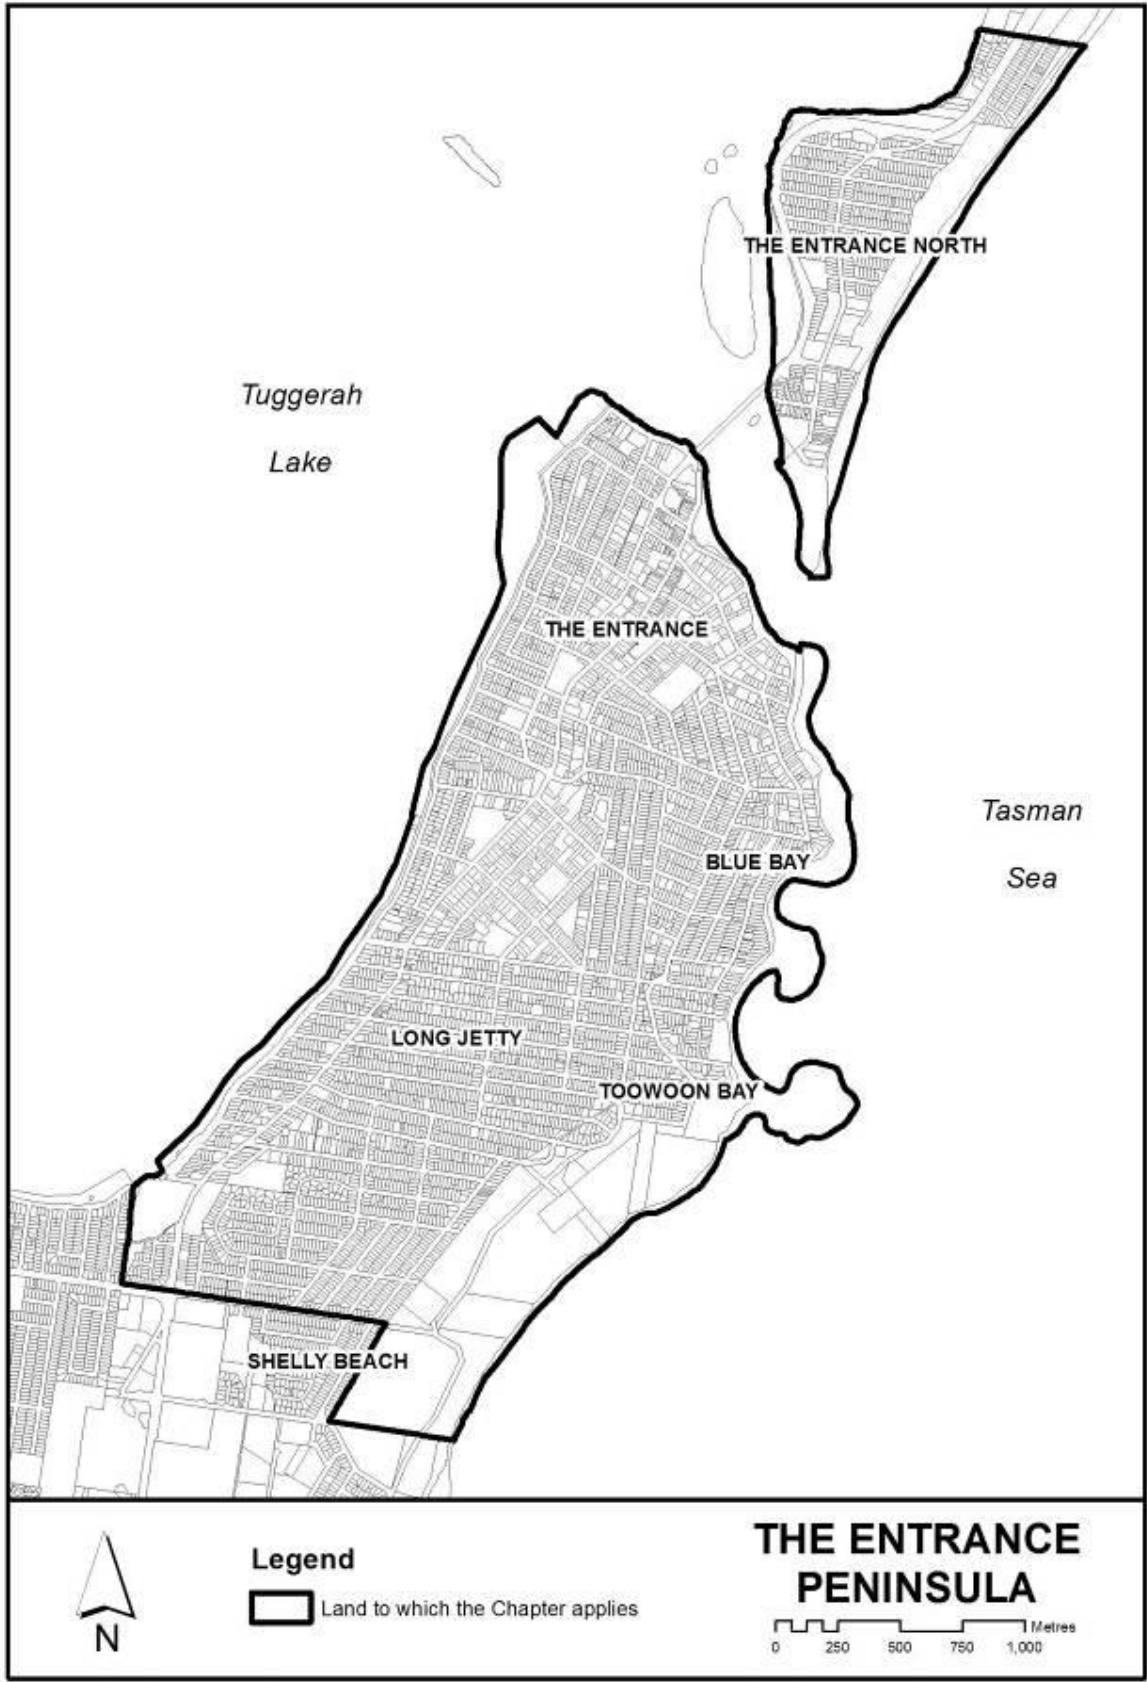 THE ENTRANCE NORTH
Tuggerah
Lake
THE ENTRANCE
Tasman
Sea
BLUE BAY
LONG JETTY
TOOWOON BAY
SHELLY BEACH
N
Legend
Land to which the Chapter applies
THE ENTRANCE
PENINSULA
Metres
0 250 500 750 1,000